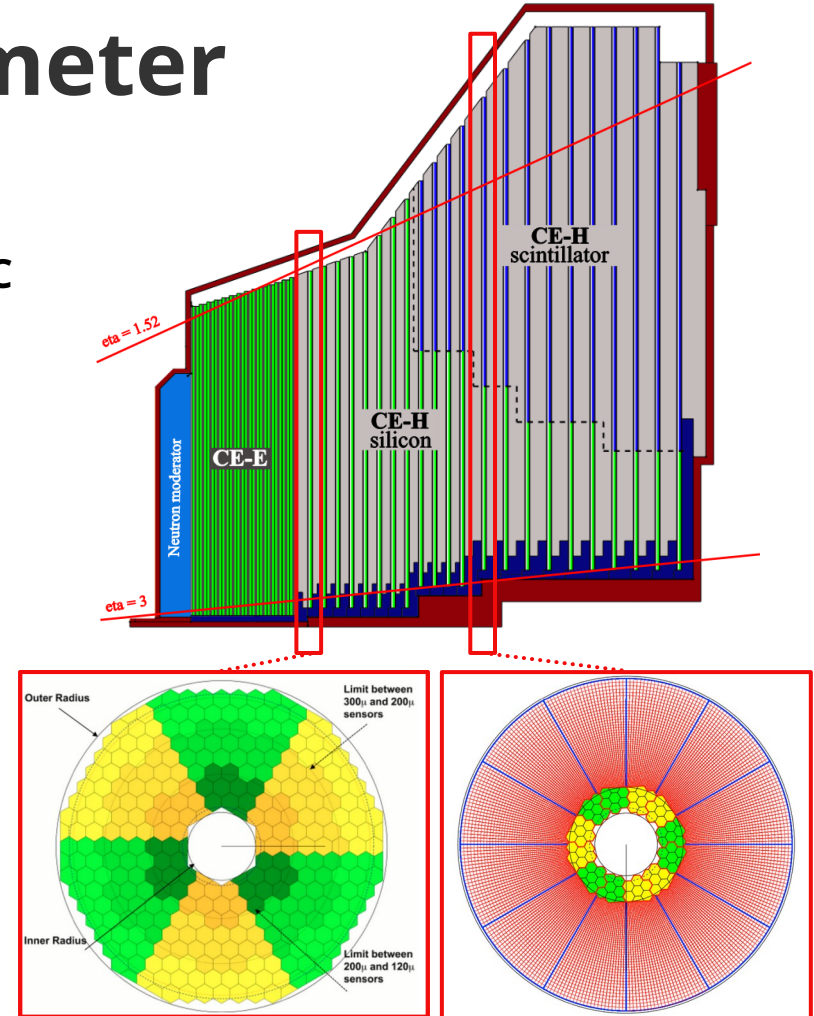 meter
c
CE-H
scintillator
eta = 1.52
CE-H
silicon
CE-E
Neutron moderator
eta = 3
Outer Radius
Limit between
300μ and 200μ
sensors
Inner Radius
Limit between
200μ and 120μ
sensors